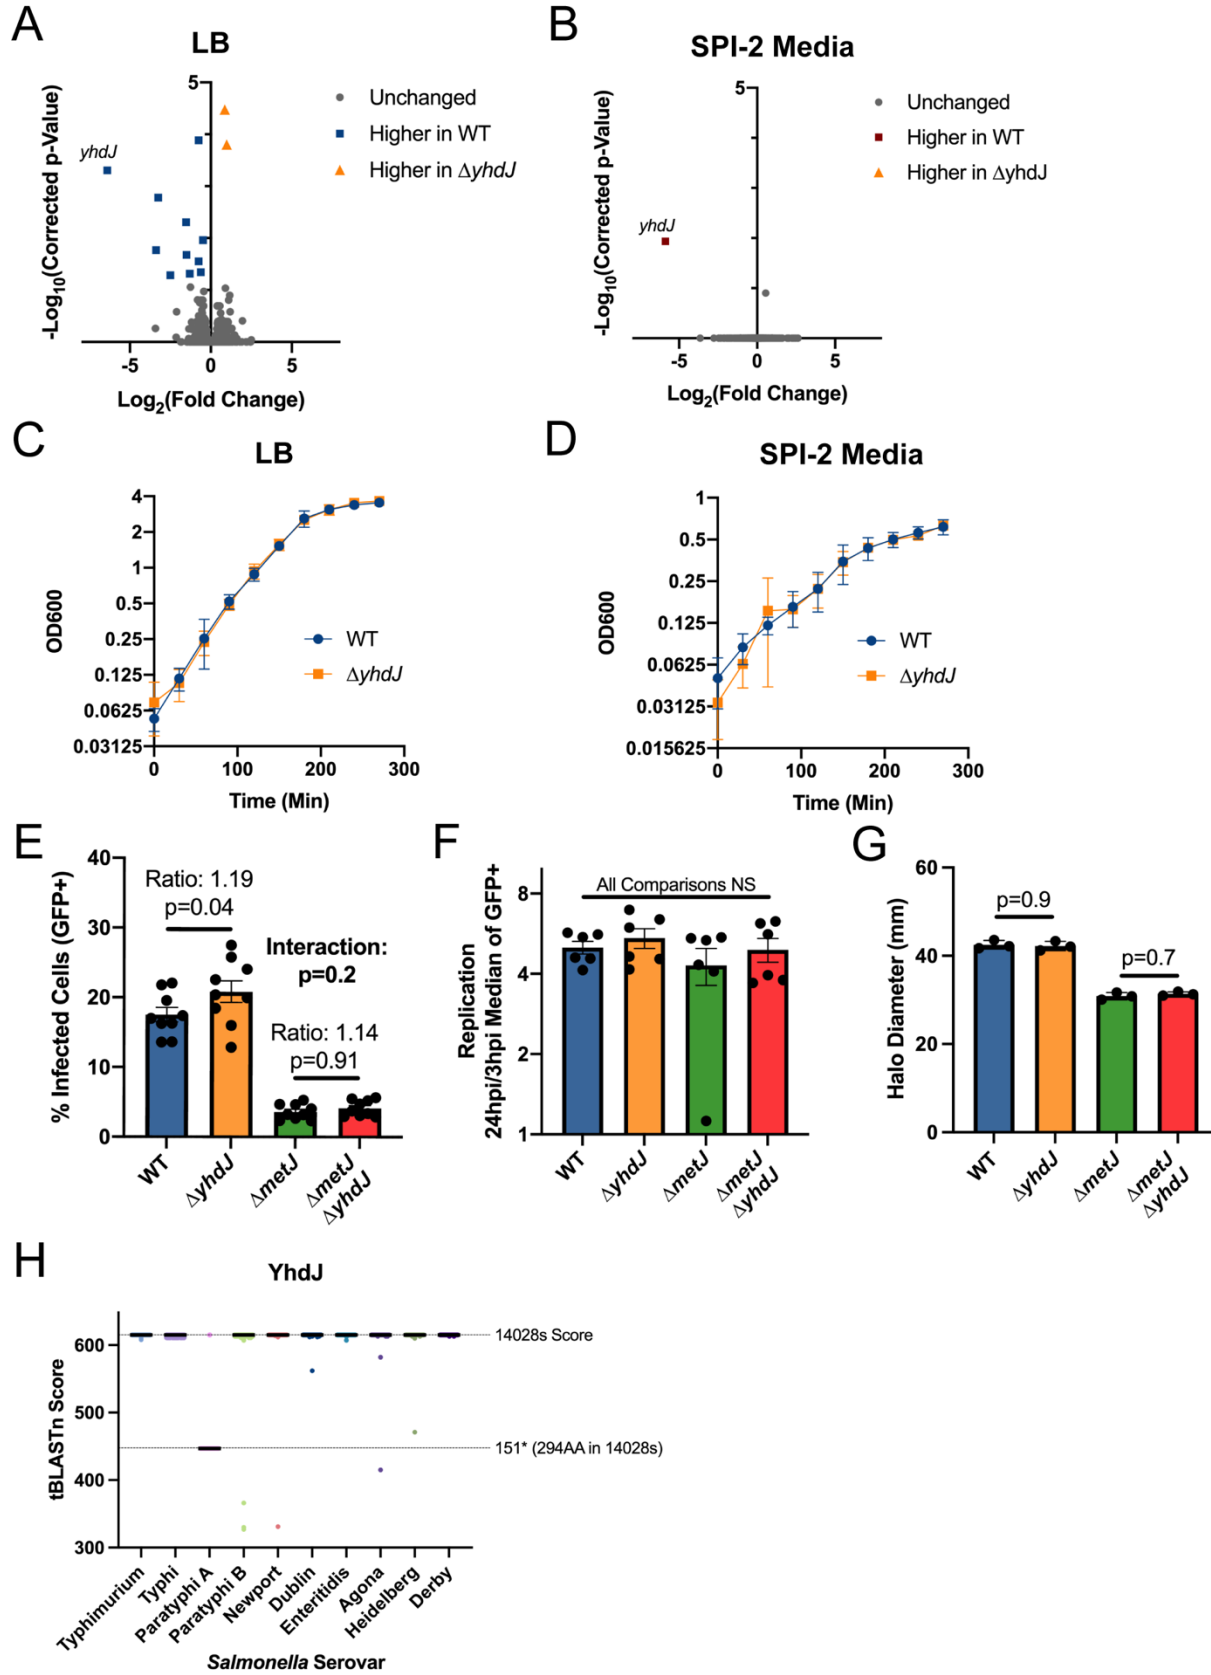 A
LB
5
-Log10(Corrected p-Value)
yhdJ
Unchanged
Higher in WT
Higher in ΔyhdJ
-5
0
5
Log2(Fold Change)
B
SPI-2 Media
5
-Log10(Corrected p-Value)
yhdJ
Unchanged
Higher in WT
Higher in ΔyhdJ
-5
0
5
Log2(Fold Change)
C
LB
4
2
1
0.5
0.25
0.125
0.0625
0.03125
OD600
WT
ΔyhdJ
0
100
200
300
Time (Min)
D
SPI-2 Media
1
0.5
0.25
0.125
0.0625
0.03125
0.015625
OD600
WT
ΔyhdJ
0
100
200
300
Time (Min)
E
40
30
20
10
0
% Infected Cells (GFP+)
Ratio: 1.19
p=0.04
Interaction:
p=0.2
Ratio: 1.14
p=0.91
WT
ΔyhdJ
ΔmetJ
ΔmetJ
ΔyhdJ
F
8
4
2
1
Replication
24hpi/3hpi Median of GFP+
All Comparisons NS
WT
ΔyhdJ
ΔmetJ
ΔmetJ
ΔyhdJ
G
60
40
20
0
Halo Diameter (mm)
p=0.9
p=0.7
WT
ΔyhdJ
ΔmetJ
ΔmetJ
ΔyhdJ
H
YhdJ
600
500
400
300
tBLASTn Score
14028s Score
151* (294AA in 14028s)
Typhimurium
Typhi
Paratyphi A
Paratyphi B
Newport
Dublin
Enteritidis
Agona
Heidelberg
Derby
Salmonella Serovar